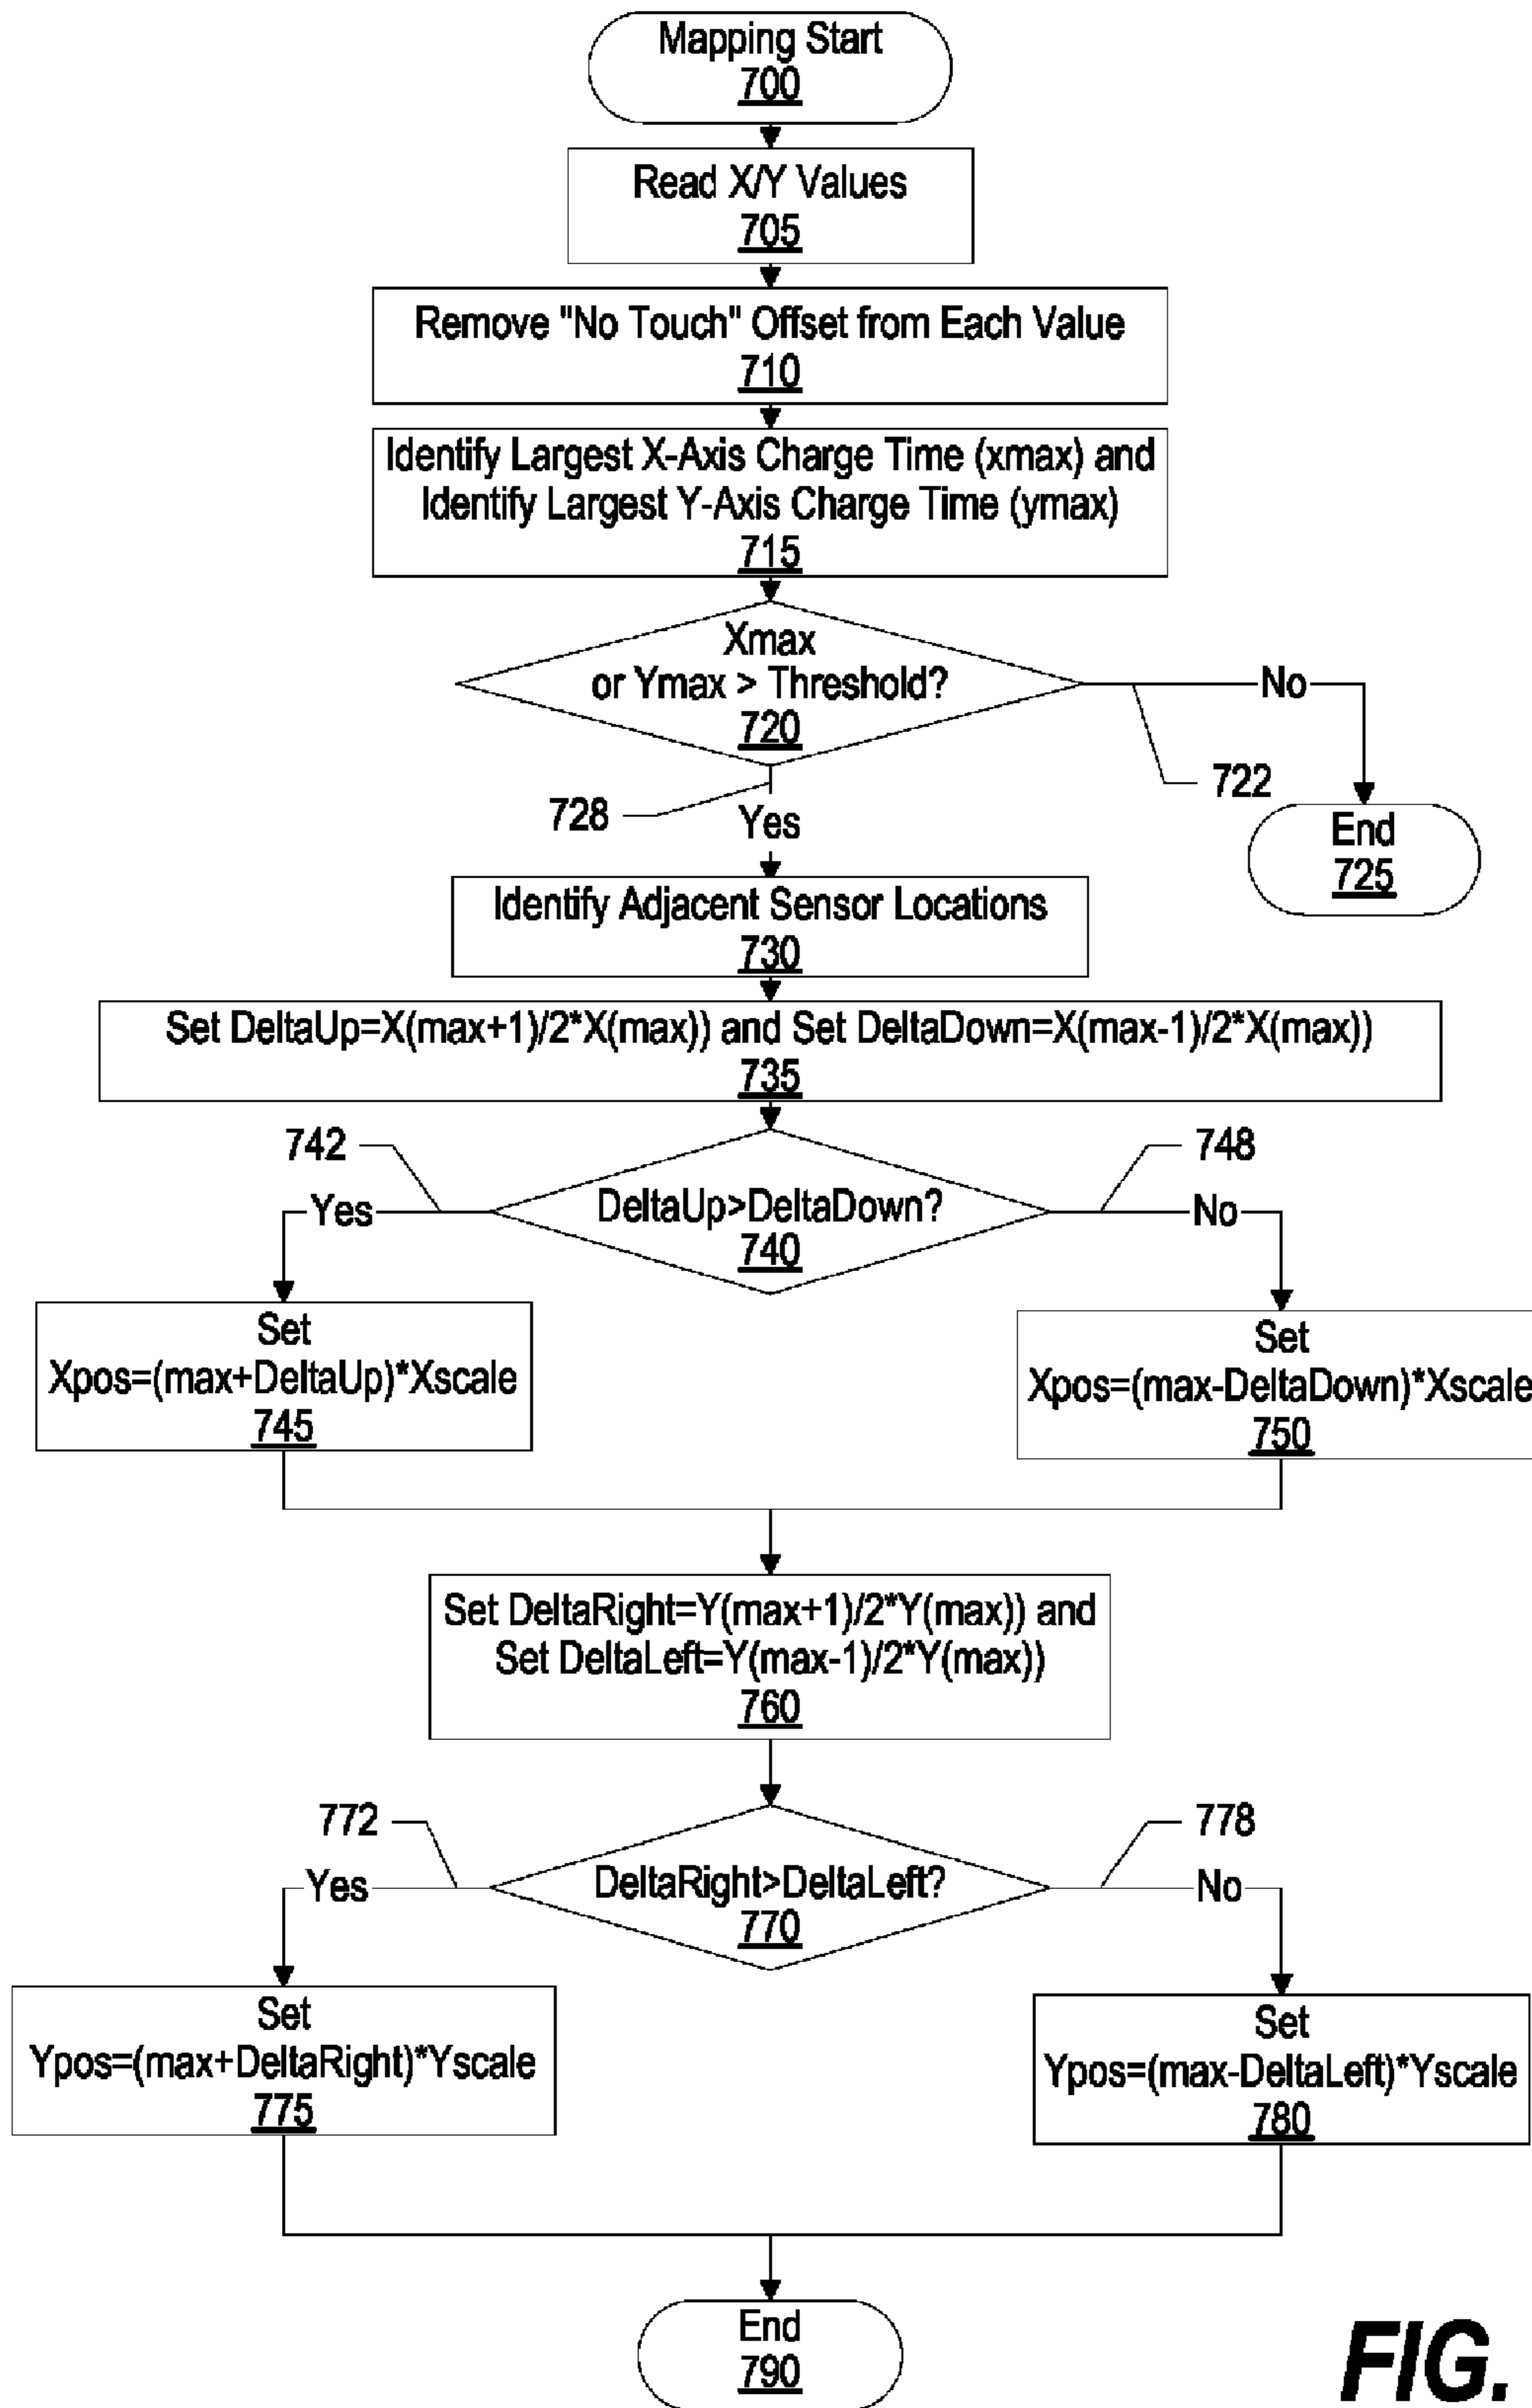 Mapping Start
700
Read X/Y Values
705
Remove "No Touch" Offset from Each Value
710
Identify Largest X-Axis Charge Time (xmax) and
Identify Largest Y-Axis Charge Time (ymax)
715
Xmax
or Ymax > Threshold?
720
No
722
728
Yes
End
725
Identify Adjacent Sensor Locations
730
Set DeltaUp=X(max+1)/2*X(max)) and Set DeltaDown=X(max-1)/2*X(max))
735
742
748
Yes
DeltaUp>DeltaDown?
740
No
Set
Xpos=(max+DeltaUp)*Xscale
745
Set
Xpos=(max-DeltaDown)*Xscale
750
Set DeltaRight=Y(max+1)/2*Y(max)) and
Set DeltaLeft=Y(max-1)/2*Y(max))
760
772
778
Yes
DeltaRight>DeltaLeft?
770
No
Set
Ypos=(max+DeltaRight)*Yscale
775
Set
Ypos=(max-DeltaLeft)*Yscale
780
End
790
FIG.